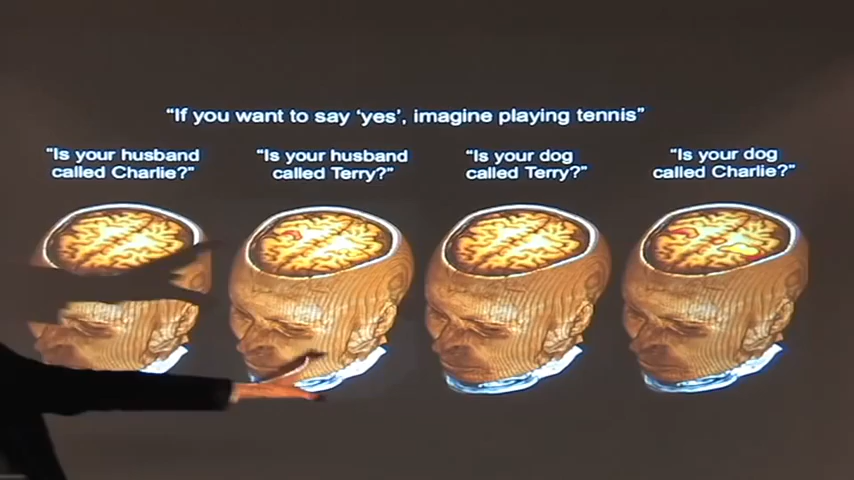 “If you want to say ‘yes’, imagine playing tennis”
“Is your husband
called Charlie?”
“Is your husband
called Terry?”
“Is your dog
called Terry?”
“Is your dog
called Charlie?”